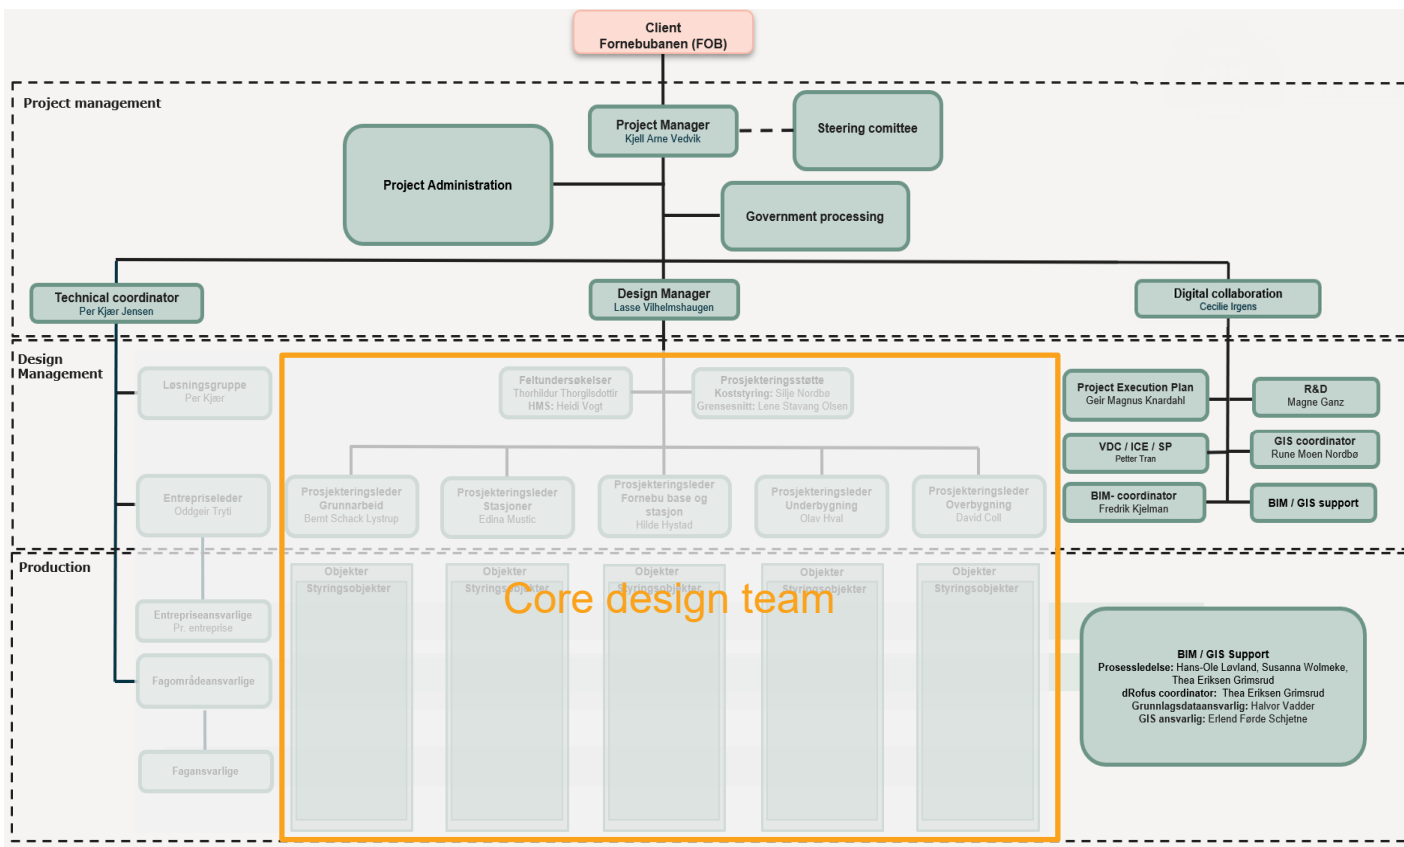 Client
Fornebubanen (FOB)
Project management
Project Manager
Kjell Arne Vedvik
Steering comittee
Project Administration
Government processing
Technical coordinator
Per Kjær Jensen
Design Manager
Lasse Vilhelmshaugen
Digital collaboration
Cecilie Irgens
Design
Management
Løsningsgruppe
Per Kjær
Feltundersøkelser
Thorhildur Thorgilsdottir
HMS: Heidi Vogt
Prosjekteringsstøtte
Koststyring: Silje Nordbø
Grensesnitt: Lene Stavang Olsen
Project Execution Plan
Geir Magnus Knardahl
R&D
Magne Ganz
VDC / ICE / SP
Petter Tran
GIS coordinator
Rune Moen Nordbø
BIM- coordinator
Fredrik Kjelman
BIM / GIS support
Entrepriseleder
Oddgeir Tryti
Prosjekteringsleder
Grunnarbeid
Bernt Schack Lystrup
Prosjekteringsleder
Stasjoner
Edina Mustic
Prosjekteringsleder
Fornebu base og
stasjon
Hilde Hystad
Prosjekteringsleder
Underbygning
Olav Hval
Prosjekteringsleder
Overbygning
David Coll
Production
Objekter
Styringsobjekter
Objekter
Styringsobjekter
Objekter
Styringsobjekter
Objekter
Styringsobjekter
Objekter
Styringsobjekter
Core design team
Entrepriseansvarlige
Pr. entreprise
Fagområdeansvarlige
Fagansvarlige
BIM / GIS Support
Prosessledelse: Hans-Ole Løvland, Susanna Wolmeke,
Thea Eriksen Grimsrud
dRofus coordinator: Thea Eriksen Grimsrud
Grunnlagsdataansvarlig: Halvor Vadder
GIS ansvarlig: Erlend Førde Schjetne